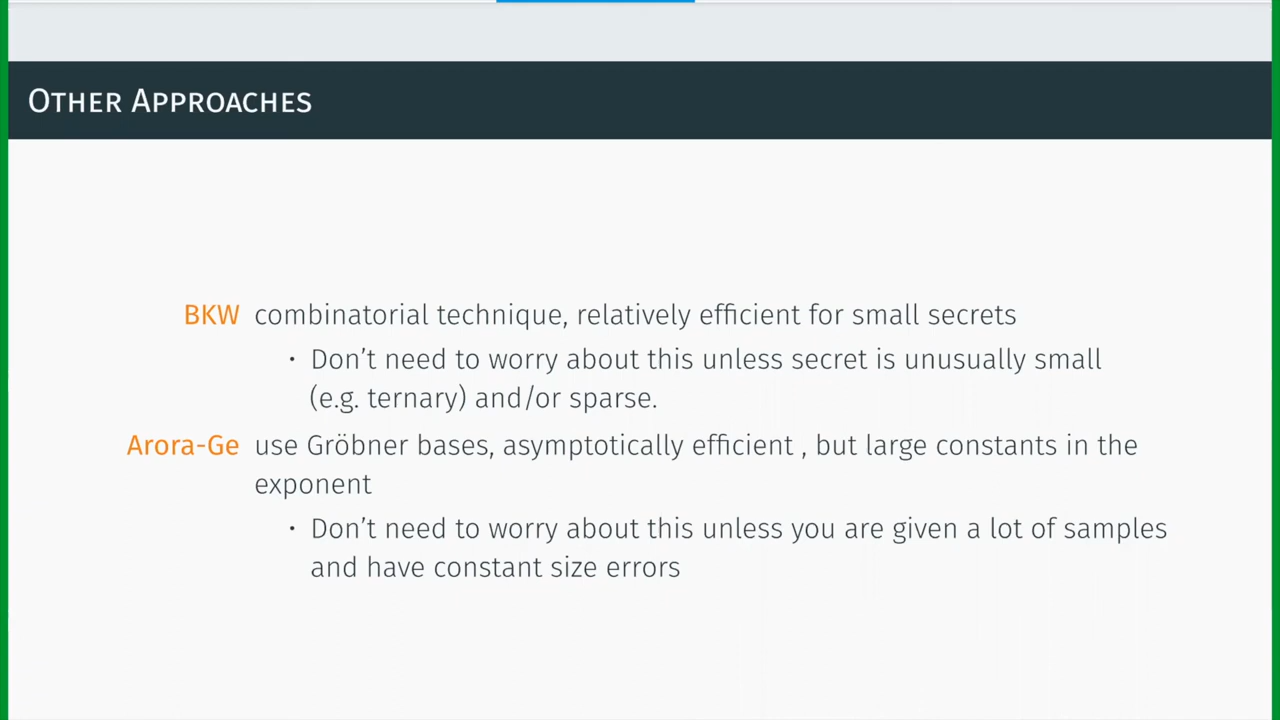 Other Approaches
BKW combinatorial technique, relatively efficient for small secrets
· Don't need to worry about this unless secret is unusually small
(e.g. ternary) and/or sparse.
Arora-Ge use Gröbner bases, asymptotically efficient , but large constants in the
exponent
· Don't need to worry about this unless you are given a lot of samples
and have constant size errors